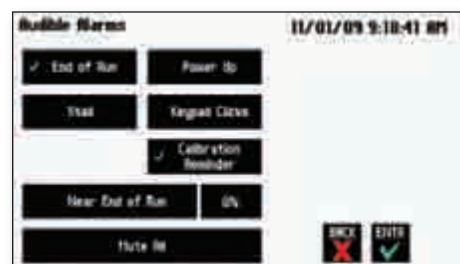 Audible Alarms 11/01/09 9:18:41 AM
✓ End of Run Power Up
Stall Keypad Clicks
✓ Calibration
Reminder
Near End of Run 0%
Mute All
BACK ENTR